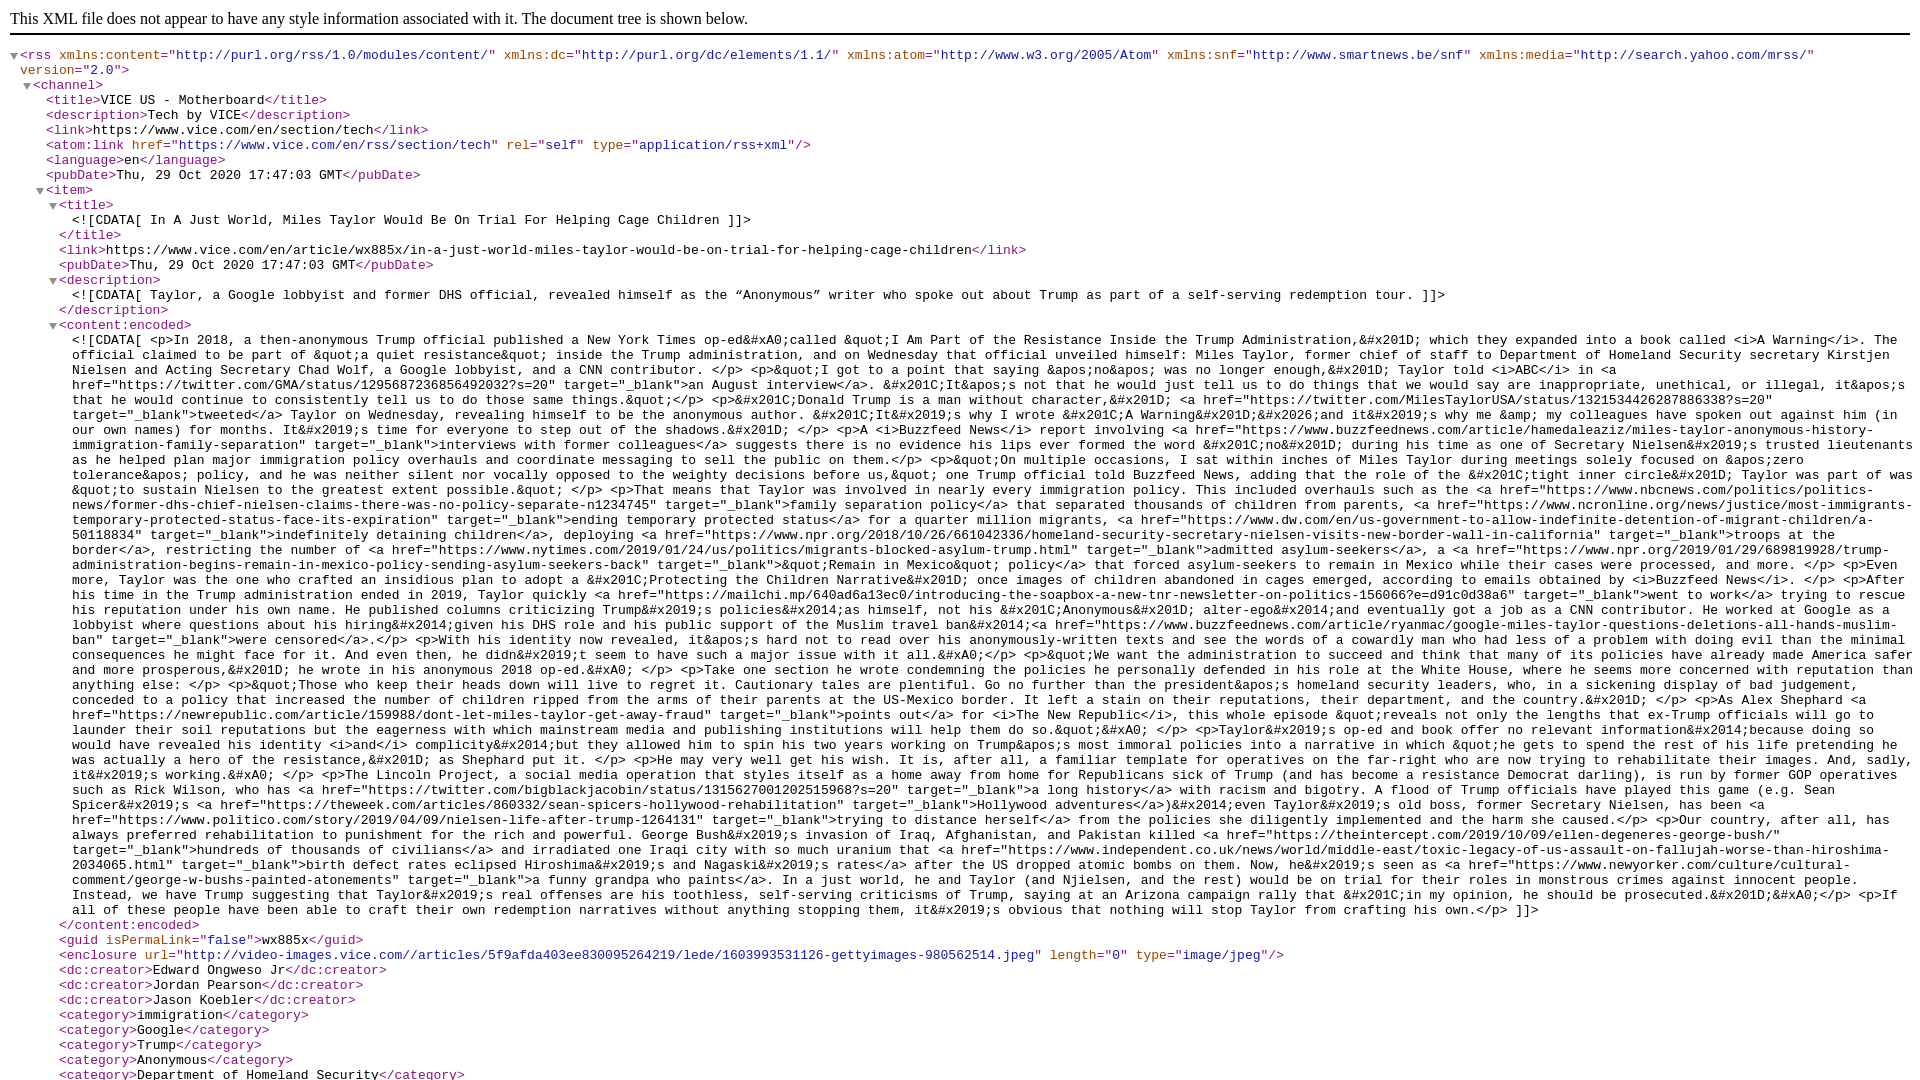 This XML file does not appear to have any style information associated with it. The document tree is shown below.
<rss xmlns:content="http://purl.org/rss/1.0/modules/content/" xmlns:dc="http://purl.org/dc/elements/1.1/" xmlns:atom="http://www.w3.org/2005/Atom" xmlns:snf="http://www.smartnews.be/snf" xmlns:media="http://search.yahoo.com/mrss/"
version="2.0">
<channel>
<title>VICE US - Motherboard</title>
<description>Tech by VICE</description>
<link>https://www.vice.com/en/section/tech</link>
<atom:link href="https://www.vice.com/en/rss/section/tech" rel="self" type="application/rss+xml"/>
<language>en</language>
<pubDate>Thu, 29 Oct 2020 17:47:03 GMT</pubDate>
<item>
<title>
<![CDATA[ In A Just World, Miles Taylor Would Be On Trial For Helping Cage Children ]]>
</title>
<link>https://www.vice.com/en/article/wx885x/in-a-just-world-miles-taylor-would-be-on-trial-for-helping-cage-children</link>
<pubDate>Thu, 29 Oct 2020 17:47:03 GMT</pubDate>
<description>
<![CDATA[ Taylor, a Google lobbyist and former DHS official, revealed himself as the “Anonymous” writer who spoke out about Trump as part of a self-serving redemption tour. ]]>
</description>
<content:encoded>
<![CDATA[ <p>In 2018, a then-anonymous Trump official published a New York Times op-ed&#xA0;called &quot;I Am Part of the Resistance Inside the Trump Administration,&#x201D; which they expanded into a book called <i>A Warning</i>. The
official claimed to be part of &quot;a quiet resistance&quot; inside the Trump administration, and on Wednesday that official unveiled himself: Miles Taylor, former chief of staff to Department of Homeland Security secretary Kirstjen
Nielsen and Acting Secretary Chad Wolf, a Google lobbyist, and a CNN contributor. </p> <p>&quot;I got to a point that saying &apos;no&apos; was no longer enough,&#x201D; Taylor told <i>ABC</i> in <a
href="https://twitter.com/GMA/status/1295687236856492032?s=20" target="_blank">an August interview</a>. &#x201C;It&apos;s not that he would just tell us to do things that we would say are inappropriate, unethical, or illegal, it&apos;s
that he would continue to consistently tell us to do those same things.&quot;</p> <p>&#x201C;Donald Trump is a man without character,&#x201D; <a href="https://twitter.com/MilesTaylorUSA/status/1321534426287886338?s=20"
target="_blank">tweeted</a> Taylor on Wednesday, revealing himself to be the anonymous author. &#x201C;It&#x2019;s why I wrote &#x201C;A Warning&#x201D;&#x2026;and it&#x2019;s why me &amp; my colleagues have spoken out against him (in
our own names) for months. It&#x2019;s time for everyone to step out of the shadows.&#x201D; </p> <p>A <i>Buzzfeed News</i> report involving <a href="https://www.buzzfeednews.com/article/hamedaleaziz/miles-taylor-anonymous-history-
immigration-family-separation" target="_blank">interviews with former colleagues</a> suggests there is no evidence his lips ever formed the word &#x201C;no&#x201D; during his time as one of Secretary Nielsen&#x2019;s trusted lieutenants
as he helped plan major immigration policy overhauls and coordinate messaging to sell the public on them.</p> <p>&quot;On multiple occasions, I sat within inches of Miles Taylor during meetings solely focused on &apos;zero
tolerance&apos; policy, and he was neither silent nor vocally opposed to the weighty decisions before us,&quot; one Trump official told Buzzfeed News, adding that the role of the &#x201C;tight inner circle&#x201D; Taylor was part of was
&quot;to sustain Nielsen to the greatest extent possible.&quot; </p> <p>That means that Taylor was involved in nearly every immigration policy. This included overhauls such as the <a href="https://www.nbcnews.com/politics/politics-
news/former-dhs-chief-nielsen-claims-there-was-no-policy-separate-n1234745" target="_blank">family separation policy</a> that separated thousands of children from parents, <a href="https://www.ncronline.org/news/justice/most-immigrants-
temporary-protected-status-face-its-expiration" target="_blank">ending temporary protected status</a> for a quarter million migrants, <a href="https://www.dw.com/en/us-government-to-allow-indefinite-detention-of-migrant-children/a-
50118834" target="_blank">indefinitely detaining children</a>, deploying <a href="https://www.npr.org/2018/10/26/661042336/homeland-security-secretary-nielsen-visits-new-border-wall-in-california" target="_blank">troops at the
border</a>, restricting the number of <a href="https://www.nytimes.com/2019/01/24/us/politics/migrants-blocked-asylum-trump.html" target="_blank">admitted asylum-seekers</a>, a <a href="https://www.npr.org/2019/01/29/689819928/trump-
administration-begins-remain-in-mexico-policy-sending-asylum-seekers-back" target="_blank">&quot;Remain in Mexico&quot; policy</a> that forced asylum-seekers to remain in Mexico while their cases were processed, and more. </p> <p>Even
more, Taylor was the one who crafted an insidious plan to adopt a &#x201C;Protecting the Children Narrative&#x201D; once images of children abandoned in cages emerged, according to emails obtained by <i>Buzzfeed News</i>. </p> <p>After
his time in the Trump administration ended in 2019, Taylor quickly <a href="https://mailchi.mp/640ad6a13ec0/introducing-the-soapbox-a-new-tnr-newsletter-on-politics-156066?e=d91c0d38a6" target="_blank">went to work</a> trying to rescue
his reputation under his own name. He published columns criticizing Trump&#x2019;s policies&#x2014;as himself, not his &#x201C;Anonymous&#x201D; alter-ego&#x2014;and eventually got a job as a CNN contributor. He worked at Google as a
lobbyist where questions about his hiring&#x2014;given his DHS role and his public support of the Muslim travel ban&#x2014;<a href="https://www.buzzfeednews.com/article/ryanmac/google-miles-taylor-questions-deletions-all-hands-muslim-
ban" target="_blank">were censored</a>.</p> <p>With his identity now revealed, it&apos;s hard not to read over his anonymously-written texts and see the words of a cowardly man who had less of a problem with doing evil than the minimal
consequences he might face for it. And even then, he didn&#x2019;t seem to have such a major issue with it all.&#xA0;</p> <p>&quot;We want the administration to succeed and think that many of its policies have already made America safer
and more prosperous,&#x201D; he wrote in his anonymous 2018 op-ed.&#xA0; </p> <p>Take one section he wrote condemning the policies he personally defended in his role at the White House, where he seems more concerned with reputation than
anything else: </p> <p>&quot;Those who keep their heads down will live to regret it. Cautionary tales are plentiful. Go no further than the president&apos;s homeland security leaders, who, in a sickening display of bad judgement,
conceded to a policy that increased the number of children ripped from the arms of their parents at the US-Mexico border. It left a stain on their reputations, their department, and the country.&#x201D; </p> <p>As Alex Shephard <a
href="https://newrepublic.com/article/159988/dont-let-miles-taylor-get-away-fraud" target="_blank">points out</a> for <i>The New Republic</i>, this whole episode &quot;reveals not only the lengths that ex-Trump officials will go to
launder their soil reputations but the eagerness with which mainstream media and publishing institutions will help them do so.&quot;&#xA0; </p> <p>Taylor&#x2019;s op-ed and book offer no relevant information&#x2014;because doing so
would have revealed his identity <i>and</i> complicity&#x2014;but they allowed him to spin his two years working on Trump&apos;s most immoral policies into a narrative in which &quot;he gets to spend the rest of his life pretending he
was actually a hero of the resistance,&#x201D; as Shephard put it. </p> <p>He may very well get his wish. It is, after all, a familiar template for operatives on the far-right who are now trying to rehabilitate their images. And, sadly,
it&#x2019;s working.&#xA0; </p> <p>The Lincoln Project, a social media operation that styles itself as a home away from home for Republicans sick of Trump (and has become a resistance Democrat darling), is run by former GOP operatives
such as Rick Wilson, who has <a href="https://twitter.com/bigblackjacobin/status/1315627001202515968?s=20" target="_blank">a long history</a> with racism and bigotry. A flood of Trump officials have played this game (e.g. Sean
Spicer&#x2019;s <a href="https://theweek.com/articles/860332/sean-spicers-hollywood-rehabilitation" target="_blank">Hollywood adventures</a>)&#x2014;even Taylor&#x2019;s old boss, former Secretary Nielsen, has been <a
href="https://www.politico.com/story/2019/04/09/nielsen-life-after-trump-1264131" target="_blank">trying to distance herself</a> from the policies she diligently implemented and the harm she caused.</p> <p>Our country, after all, has
always preferred rehabilitation to punishment for the rich and powerful. George Bush&#x2019;s invasion of Iraq, Afghanistan, and Pakistan killed <a href="https://theintercept.com/2019/10/09/ellen-degeneres-george-bush/"
target="_blank">hundreds of thousands of civilians</a> and irradiated one Iraqi city with so much uranium that <a href="https://www.independent.co.uk/news/world/middle-east/toxic-legacy-of-us-assault-on-fallujah-worse-than-hiroshima-
2034065.html" target="_blank">birth defect rates eclipsed Hiroshima&#x2019;s and Nagaski&#x2019;s rates</a> after the US dropped atomic bombs on them. Now, he&#x2019;s seen as <a href="https://www.newyorker.com/culture/cultural-
comment/george-w-bushs-painted-atonements" target="_blank">a funny grandpa who paints</a>. In a just world, he and Taylor (and Njielsen, and the rest) would be on trial for their roles in monstrous crimes against innocent people.
Instead, we have Trump suggesting that Taylor&#x2019;s real offenses are his toothless, self-serving criticisms of Trump, saying at an Arizona campaign rally that &#x201C;in my opinion, he should be prosecuted.&#x201D;&#xA0;</p> <p>If
all of these people have been able to craft their own redemption narratives without anything stopping them, it&#x2019;s obvious that nothing will stop Taylor from crafting his own.</p> ]]>
</content:encoded>
<guid isPermaLink="false">wx885x</guid>
<enclosure url="http://video-images.vice.com//articles/5f9afda403ee830095264219/lede/1603993531126-gettyimages-980562514.jpeg" length="0" type="image/jpeg"/>
<dc:creator>Edward Ongweso Jr</dc:creator>
<dc:creator>Jordan Pearson</dc:creator>
<dc:creator>Jason Koebler</dc:creator>
<category>immigration</category>
<category>Google</category>
<category>Trump</category>
<category>Anonymous</category>
<category>Department of Homeland Security</category>